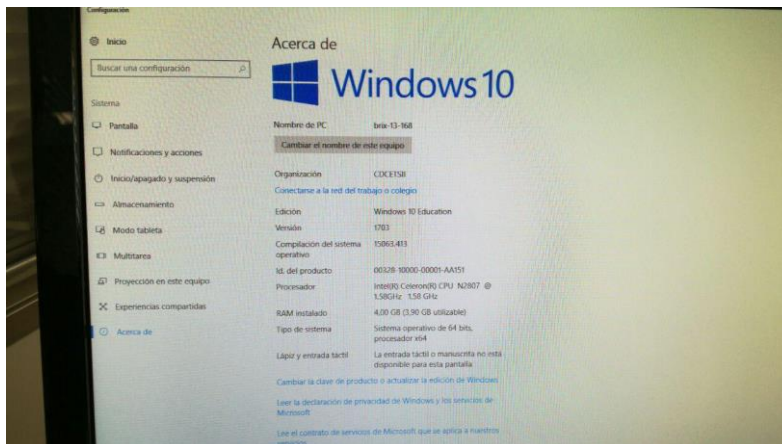 Configuración
Inicio
Buscar una configuración
Sistema
Pantalla
Notificaciones y acciones
Inicio/apagado y suspensión
Almacenamiento
Modo tableta
Multitarea
Proyección en este equipo
Experiencias compartidas
Acerca de
Acerca de
Windows 10
Nombre de PC brix-13-168
Cambiar el nombre de este equipo
Organización
Conectarse a la red del trabajo o colegio
Edición Windows 10 Education
Versión 1703
Compilación del sistema 15063.413
operativo
Id. del producto 00328-10000-00001-AA151
Procesador Intel(R) Celeron(R) CPU N2807 @
1.58GHz 1.58 GHz
RAM instalado 4,00 GB (3,90 GB utilizable)
Tipo de sistema Sistema operativo de 64 bits,
procesador x64
Lápiz y entrada táctil La entrada táctil o manuscrita no está
disponible para esta pantalla
Cambiar la clave de producto o actualizar la edición de Windows
Leer la declaración de privacidad de Windows y los servicios de
Microsoft
Lee el contrato de servicios de Microsoft que se aplica a nuestros
servicios